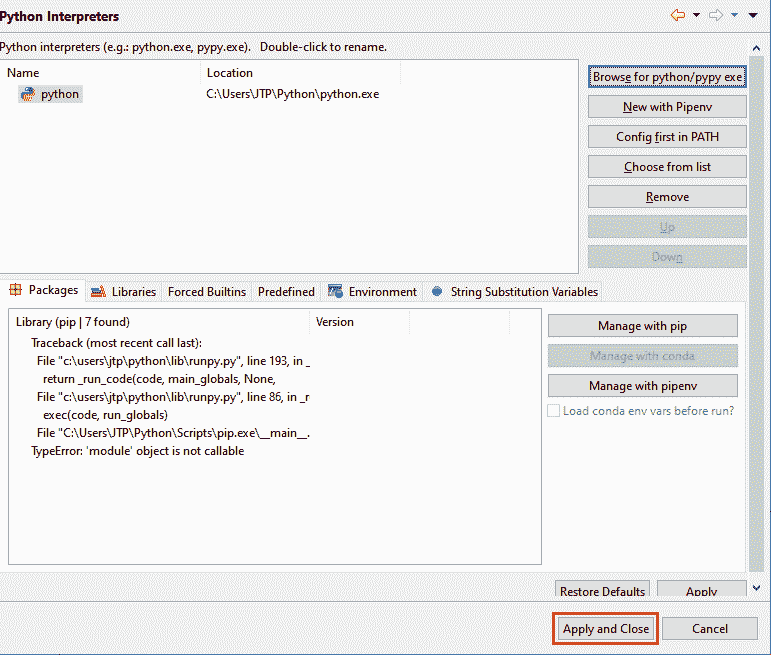 Python Interpreters
Python interpreters (e.g.: python.exe, pypy.exe).   Double-click to rename.
Name Location
python C:\Users\JTP\Python\python.exe
Browse for python/pypy exe
New with Pipenv
Config first in PATH
Choose from list
Remove
Up
Down
Packages Libraries Forced Builtins Predefined Environment String Substitution Variables
Library (pip | 7 found) Version
Traceback (most recent call last):
File "c:\users\jtp\python\lib\runpy.py", line 193, in _
return _run_code(code, main_globals, None,
File "c:\users\jtp\python\lib\runpy.py", line 86, in _r
exec(code, run_globals)
File "C:\Users\JTP\Python\Scripts\pip.exe\__main__.
TypeError: 'module' object is not callable
Manage with pip
Manage with conda
Manage with pipenv
Load conda env vars before run?
Restore Defaults Apply
Apply and Close Cancel